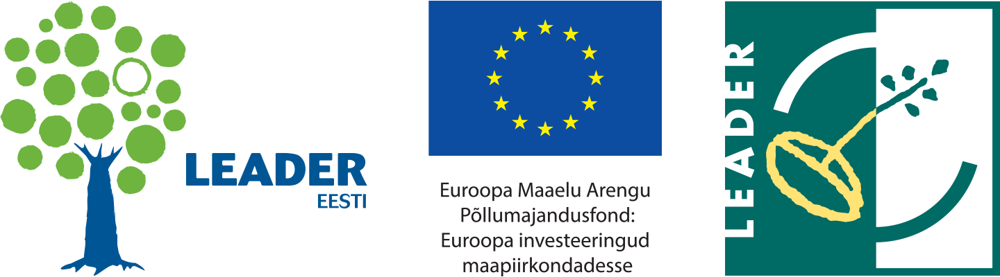 LEADER
EESTI
Euroopa Maaelu Arengu
Põllumajandusfond:
Euroopa investeeringud
maapiirkondadesse
LEADER